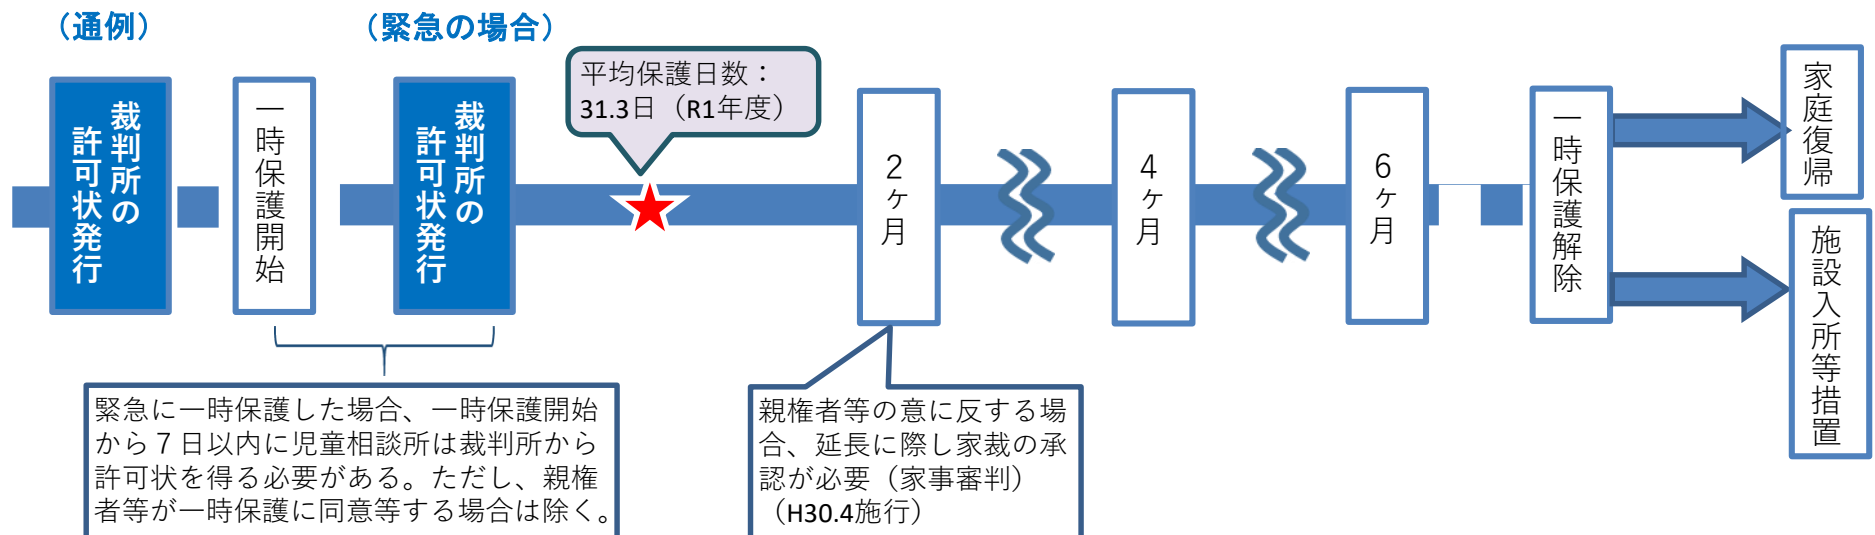 （通例）
（緊急の場合）
裁判所の
許可状発行
一時保護開始
裁判所の
許可状発行
平均保護日数：
31.3日（R1年度）
２ヶ月
４ヶ月
６ヶ月
一時保護解除
家庭復帰
施設入所等措置
緊急に一時保護した場合、一時保護開始
から７日以内に児童相談所は裁判所から
許可状を得る必要がある。ただし、親権
者等が一時保護に同意等する場合は除く。
親権者等の意に反する場
合、延長に際し家裁の承
認が必要（家事審判）
（H30.4施行）